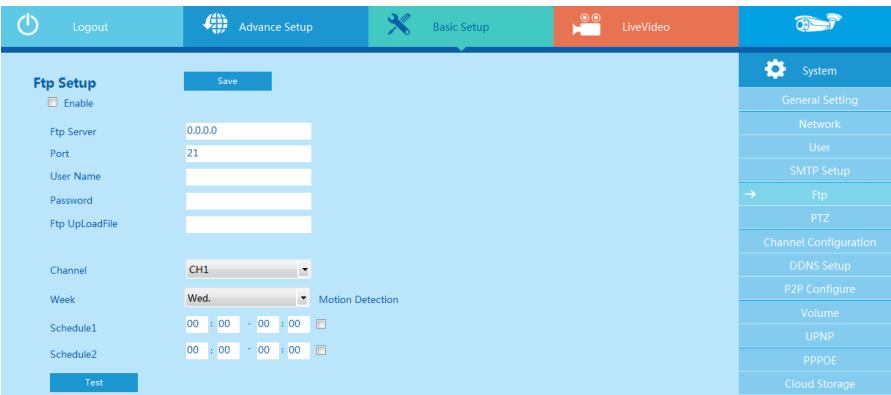 Logout
Advance Setup
Basic Setup
LiveVideo
Ftp Setup
Save
Enable
Ftp Server
0.0.0.0
Port
21
User Name
Password
Ftp UpLoadFile
Channel
CH1
Week
Wed.
Motion Detection
Schedule1
00 : 00 - 00 : 00
Schedule2
00 : 00 - 00 : 00
Test
System
General Setting
Network
User
SMTP Setup
Ftp
PTZ
Channel Configuration
DDNS Setup
P2P Configure
Volume
UPNP
PPPOE
Cloud Storage